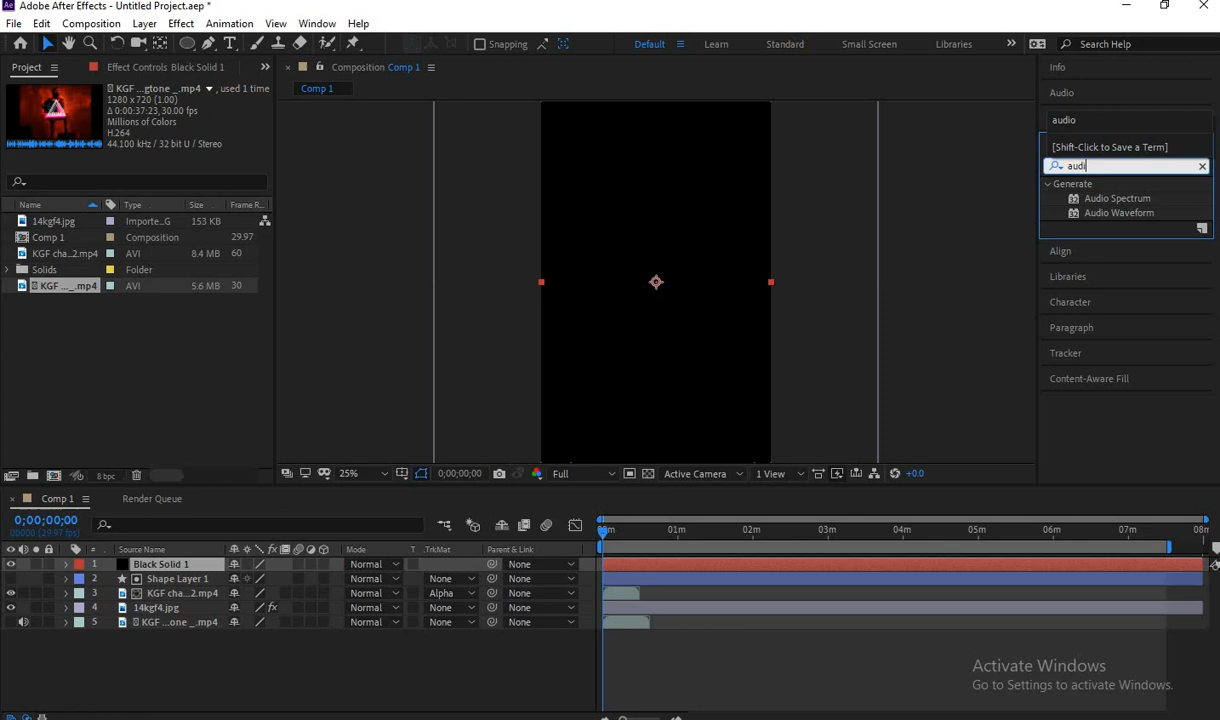 Adobe After Effects - Untitled Project.aep *
File Edit Composition Layer Effect Animation View Window Help
Snapping Default Learn Standard Small Screen Libraries Search Help
Project Effect Controls Black Solid 1 Composition Comp 1
Comp 1
KGF ...gtone _.mp4 , used 1 time
1280 x 720 (1.00)
Δ 0:00:37:23, 30.00 fps
Millions of Colors
H.264
44.100 kHz / 32 bit U / Stereo
Name Type Size Frame R...
14kgf4.jpg Importe...G 153 KB
Comp 1 Composition 29.97
KGF cha...2.mp4 AVI 8.4 MB 60
Solids Folder
KGF ..._.mp4 AVI 5.6 MB 30
8 bpc
25% 0;00;00;00 Full Active Camera 1 View +0.0
Info
Audio
audio
[Shift-Click to Save a Term]
audi
Generate
Audio Spectrum
Audio Waveform
Align
Libraries
Character
Paragraph
Tracker
Content-Aware Fill
Comp 1 Render Queue
0;00;00;00
00000 (29.97 fps)
01m 02m 03m 04m 05m 06m 07m 08m
# Source Name Mode T .TrkMat Parent & Link
1 Black Solid 1 Normal None
2 Shape Layer 1 Normal None None
3 KGF cha...2.mp4 Normal Alpha None
4 14kgf4.jpg Normal None None
5 KGF ...one _.mp4 Normal None None
Activate Windows
Go to Settings to activate Windows.